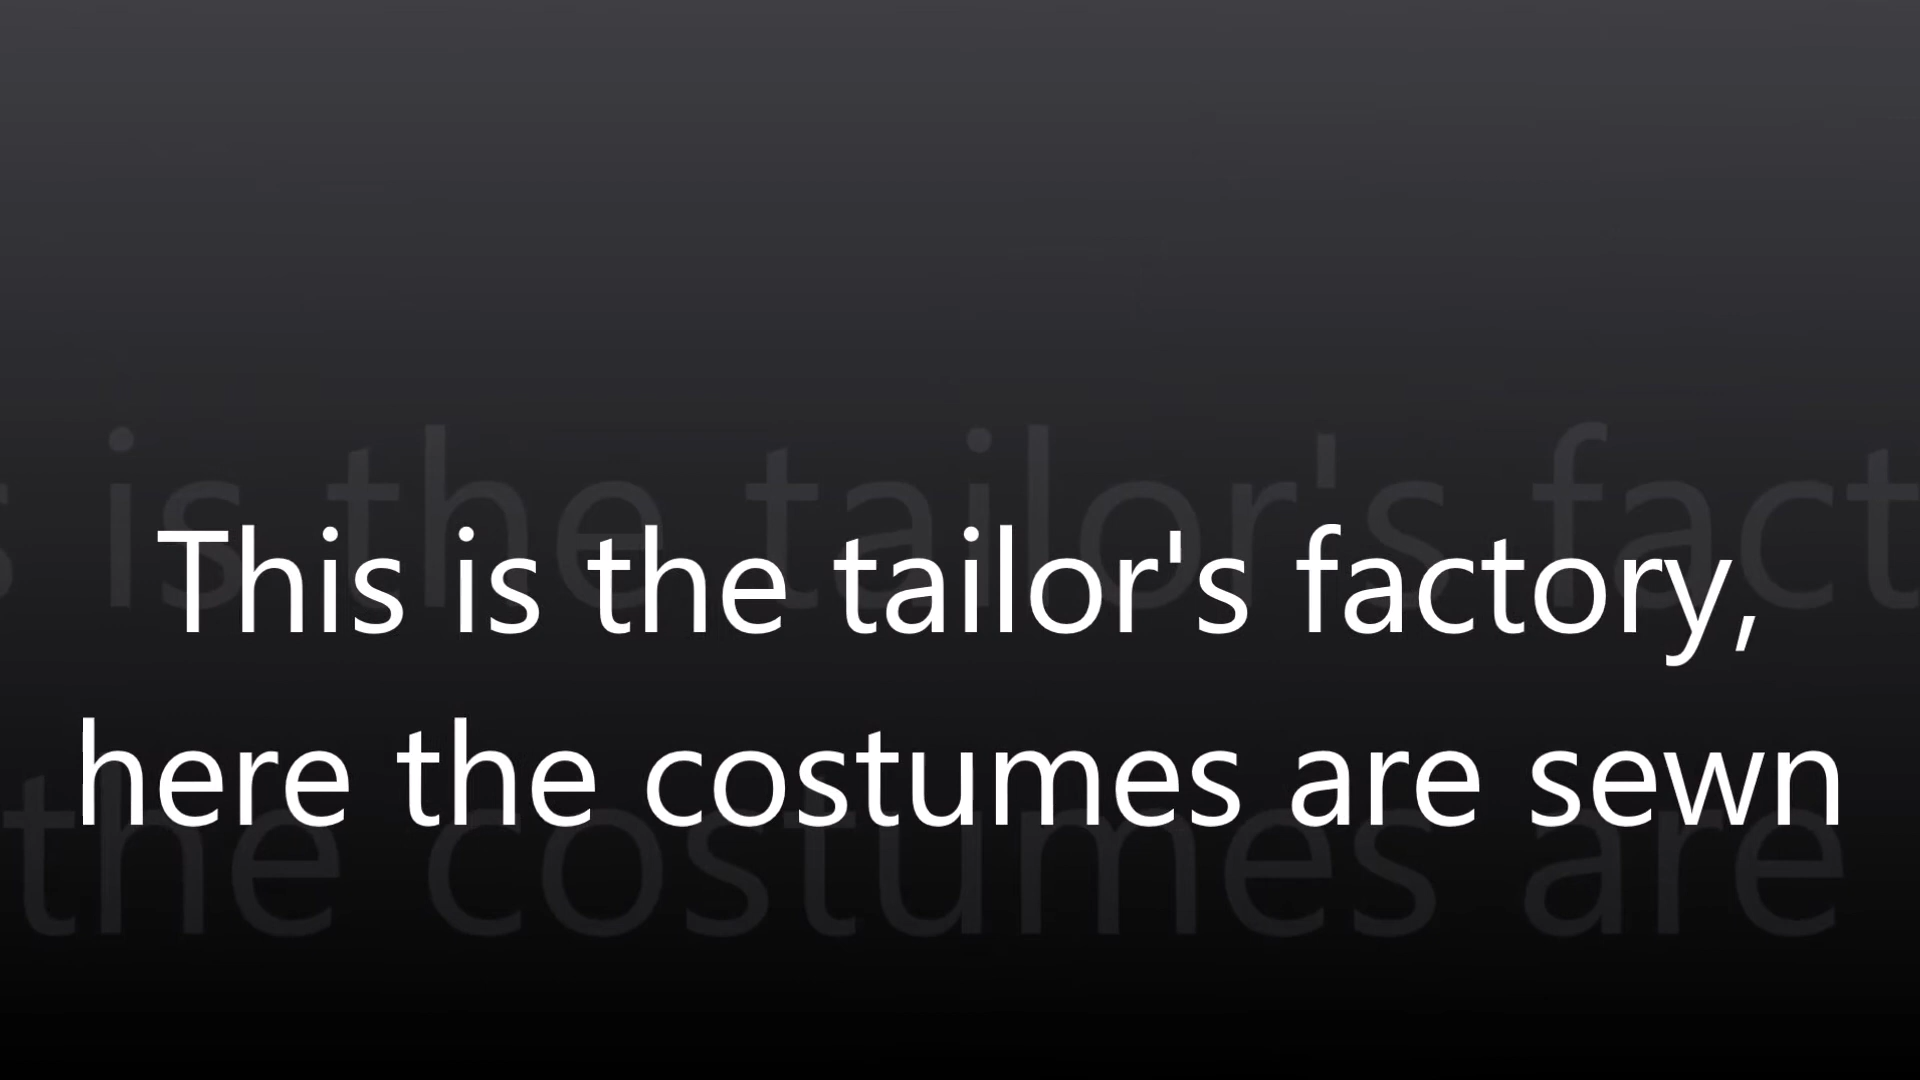 This is the tailor's factory,
here the costumes are sewn